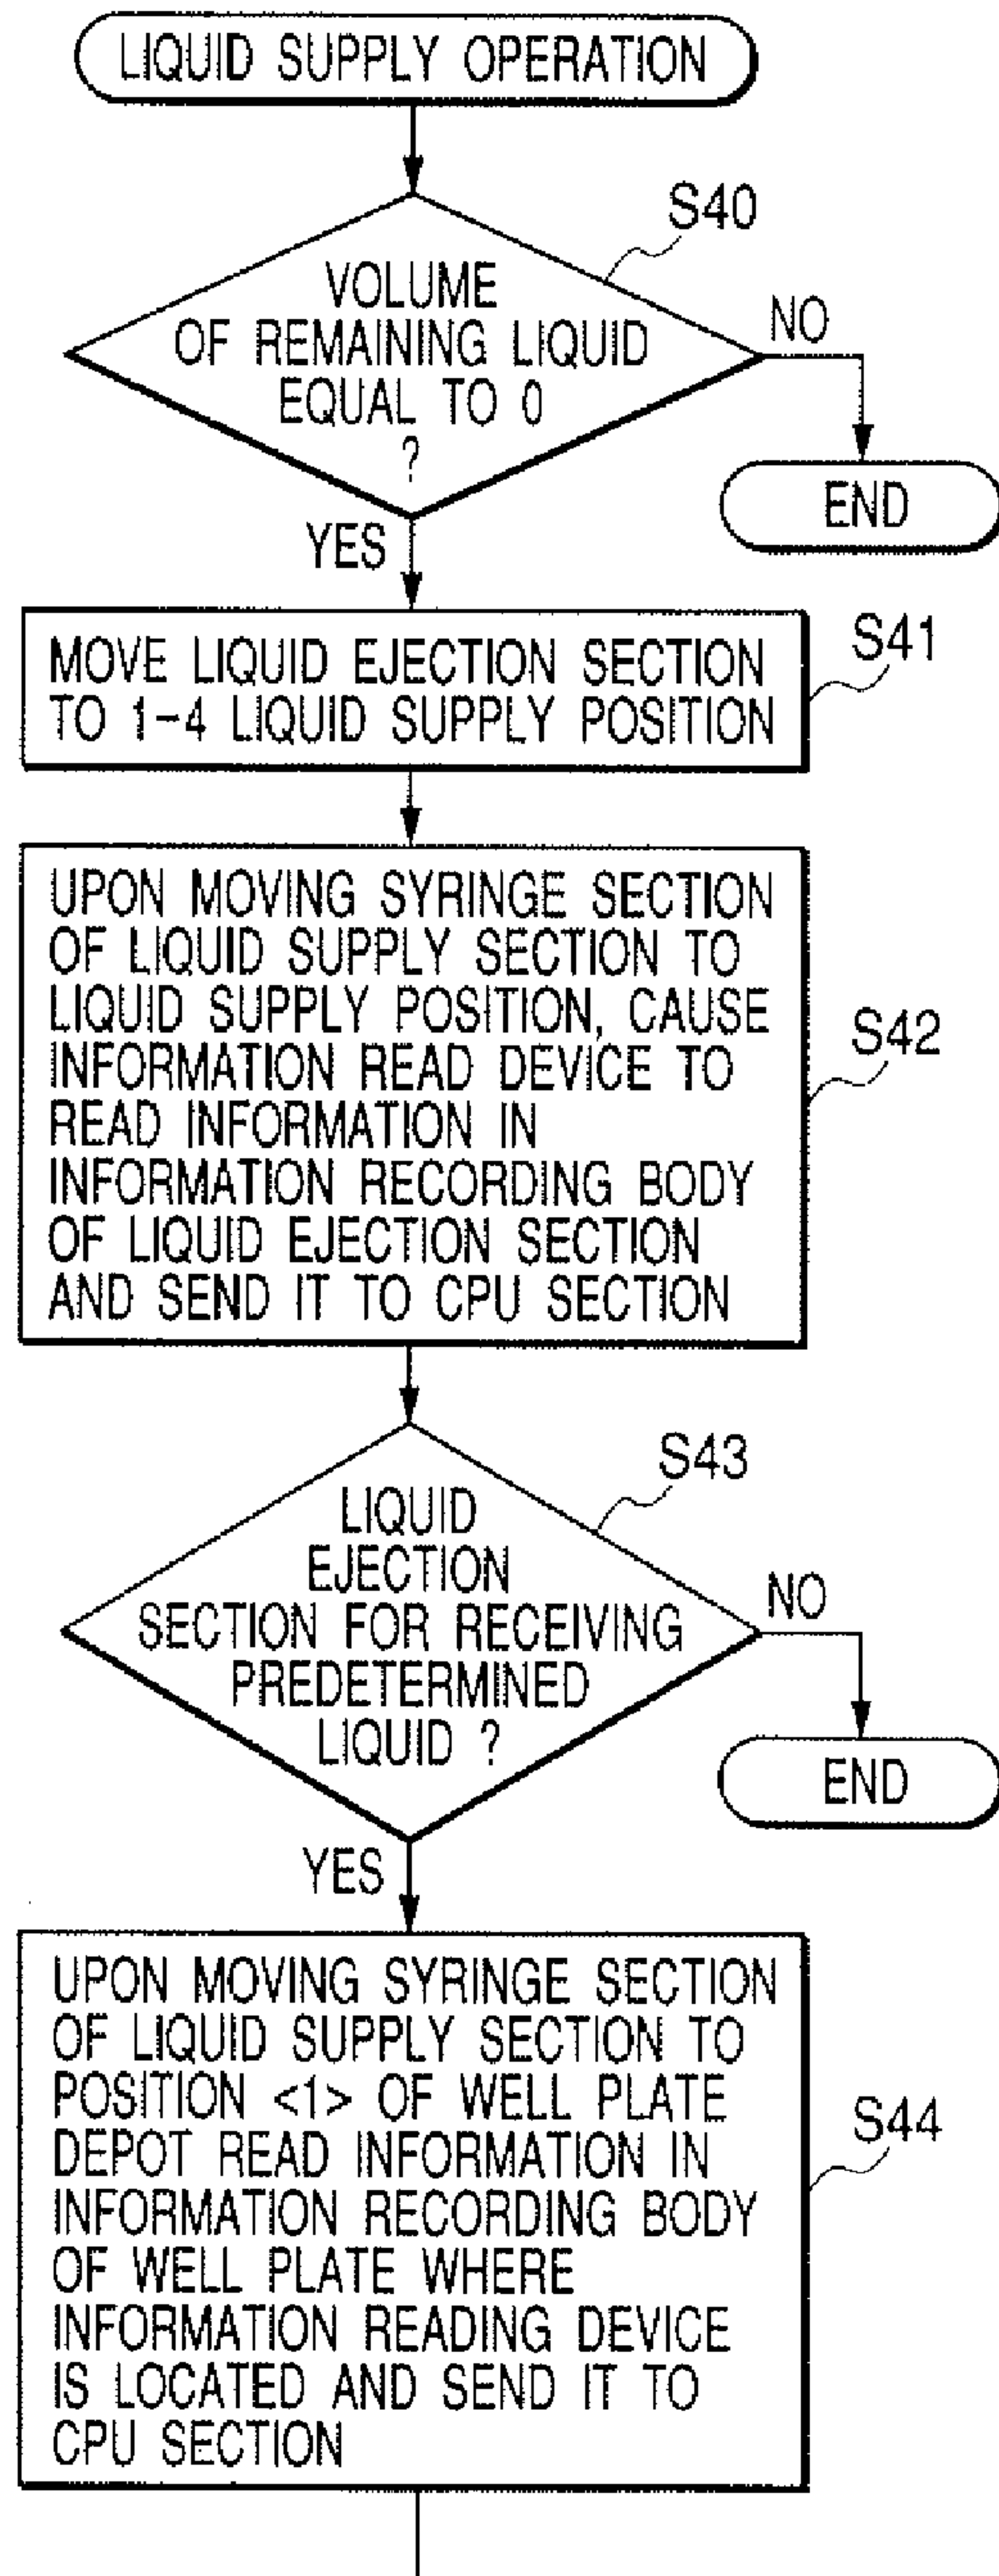 LIQUID SUPPLY OPERATION
S40
VOLUME
OF REMAINING LIQUID
EQUAL TO 0
?
NO
END
YES
S41
MOVE LIQUID EJECTION SECTION
TO 1-4 LIQUID SUPPLY POSITION
UPON MOVING SYRINGE SECTION
OF LIQUID SUPPLY SECTION TO
LIQUID SUPPLY POSITION, CAUSE
INFORMATION READ DEVICE TO
READ INFORMATION IN
INFORMATION RECORDING BODY
OF LIQUID EJECTION SECTION
AND SEND IT TO CPU SECTION
S42
S43
LIQUID
EJECTION
SECTION FOR RECEIVING
PREDETERMINED
LIQUID ?
NO
END
YES
UPON MOVING SYRINGE SECTION
OF LIQUID SUPPLY SECTION TO
POSITION <1> OF WELL PLATE
DEPOT READ INFORMATION IN
INFORMATION RECORDING BODY
OF WELL PLATE WHERE
INFORMATION READING DEVICE
IS LOCATED AND SEND IT TO
CPU SECTION
S44